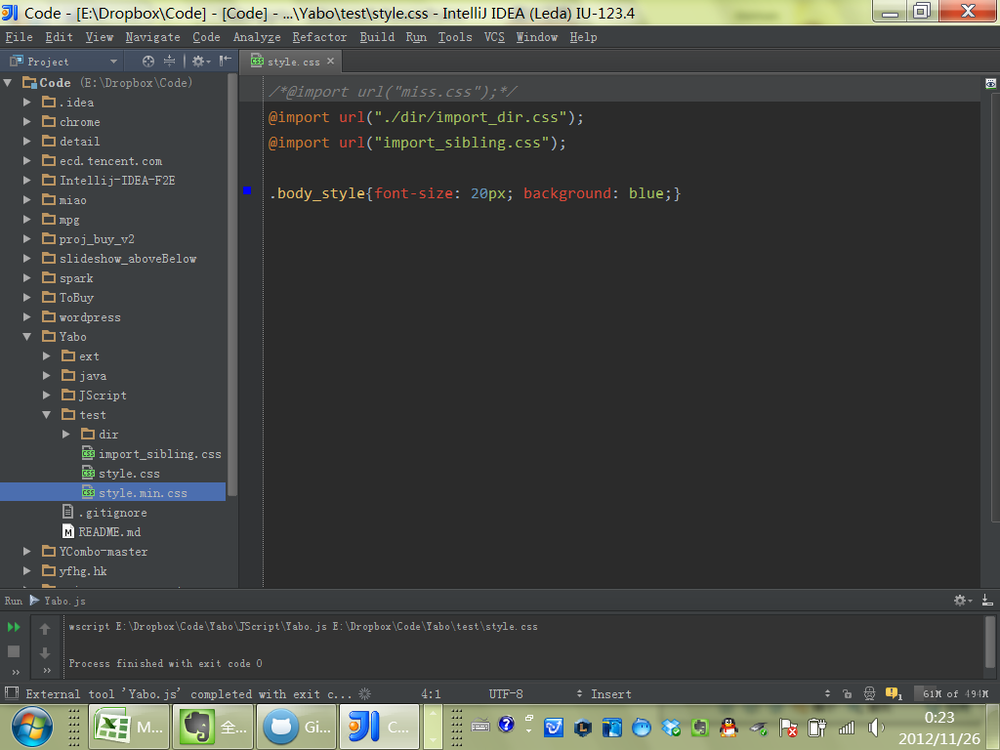 Code - [E:\Dropbox\Code] - [Code] - ...\Yabo\test\style.css - IntelliJ IDEA (Leda) IU-123.4
File Edit View Navigate Code Analyze Refactor Build Run Tools VCS Window Help
Project
style.css
Code (E:\Dropbox\Code)
.idea
chrome
detail
ecd.tencent.com
Intellij-IDEA-F2E
miao
mpg
proj_buy_v2
slideshow_aboveBelow
spark
ToBuy
wordpress
Yabo
ext
java
JScript
test
dir
import_sibling.css
style.css
style.min.css
.gitignore
README.md
YCombo-master
yfhg.hk
/*@import url("miss.css");*/
@import url("./dir/import_dir.css");
@import url("import_sibling.css");
.body_style{font-size: 20px; background: blue;}
Run Yabo.js
wscript E:\Dropbox\Code\Yabo\JScript\Yabo.js E:\Dropbox\Code\Yabo\test\style.css
Process finished with exit code 0
External tool 'Yabo.js' completed with exit c... 4:1 UTF-8 Insert 1 61M of 494M
M... 全... Gi... C...
0:23
2012/11/26